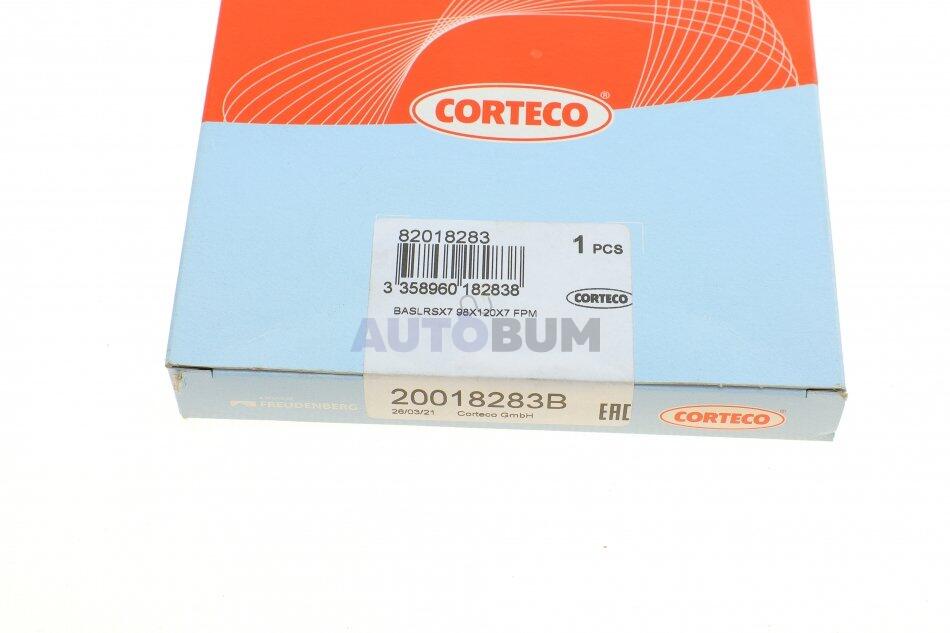 CORTECO®
82018283
1 PCS
3 358960 182838
CORTECO
BASLRSX7 98X120X7 FPM
AUTOBUM
20018283B
26/03/21 Corteco GmbH
EAC
FREUDENBERG
CORTECO®